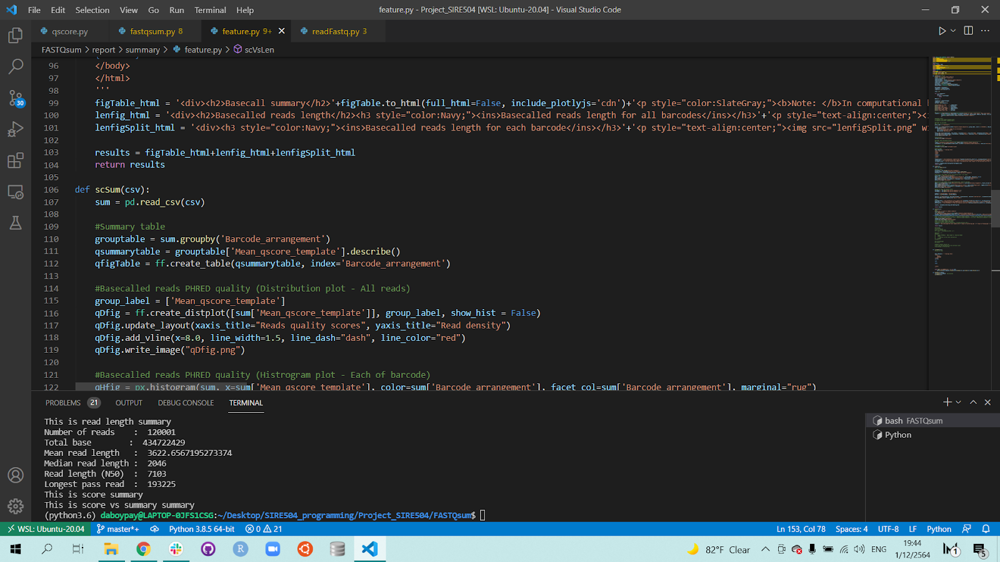 File Edit Selection View Go Run Terminal Help feature.py - Project_SIRE504 [WSL: Ubuntu-20.04] - Visual Studio Code
qscore.py fastqsum.py 8 feature.py 9+ readFastq.py 3
FASTQsum > report > summary > feature.py > scVsLen
30
96 </body>
97 </html>
98 '''
99 figTable_html = '<div><h2>Basecall summary</h2>'+figTable.to_html(full_html=False, include_plotlyjs='cdn')+'<p style="color:SlateGray;"><b>Note: </b>In computational
100 lenfig_html = '<div><h2>Basecalled reads length</h2><h3 style="color:Navy;"><ins>Basecalled reads length for all barcodes</ins></h3>'+'<p style="text-align:center;"><i
101 lenfigSplit_html = '<div><h3 style="color:Navy;"><ins>Basecalled reads length for each barcode</ins></h3>'+'<p style="text-align:center;"><img src="lenfigSplit.png" w
102
103 results = figTable_html+lenfig_html+lenfigSplit_html
104 return results
105
106 def scSum(csv):
107 sum = pd.read_csv(csv)
108
109 #Summary table
110 grouptable = sum.groupby('Barcode_arrangement')
111 qsummarytable = grouptable['Mean_qscore_template'].describe()
112 qfigTable = ff.create_table(qsummarytable, index='Barcode_arrangement')
113
114 #Basecalled reads PHRED quality (Distribution plot - All reads)
115 group_label = ['Mean_qscore_template']
116 qDfig = ff.create_distplot([sum['Mean_qscore_template']], group_label, show_hist = False)
117 qDfig.update_layout(xaxis_title="Reads quality scores", yaxis_title="Read density")
118 qDfig.add_vline(x=8.0, line_width=1.5, line_dash="dash", line_color="red")
119 qDfig.write_image("qDfig.png")
120
121 #Basecalled reads PHRED quality (Histrogram plot - Each of barcode)
122 qHfig = px.histogram(sum, x=sum['Mean_qscore_template'], color=sum['Barcode_arrangement'], facet_col=sum['Barcode_arrangement'], marginal="rug")
PROBLEMS 21 OUTPUT DEBUG CONSOLE TERMINAL
This is read length summary
Number of reads : 120001
Total base : 434722429
Mean read length : 3622.6567195273374
Median read length : 2046
Read length (N50) : 7103
Longest pass read : 193225
This is score summary
This is score vs summary summary
(python3.6) daboypay@LAPTOP-0JFS1CSG:~/Desktop/SIRE504_programming/Project_SIRE504/FASTQsum$
bash FASTQsum
Python
WSL: Ubuntu-20.04 master*+ Python 3.8.5 64-bit 0 21 Ln 153, Col 78 Spaces: 4 UTF-8 LF Python
82°F Clear ENG 19:44
1/12/2564
1
5